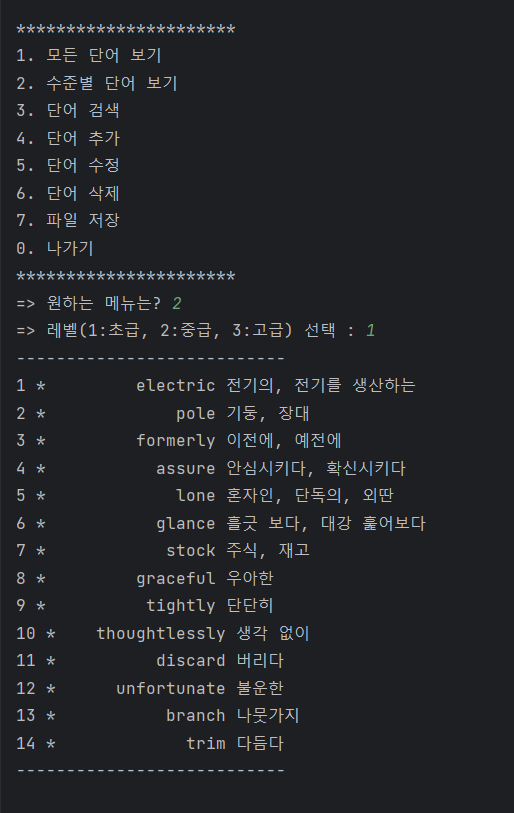 **********************
1. 모든 단어 보기
2. 수준별 단어 보기
3. 단어 검색
4. 단어 추가
5. 단어 수정
6. 단어 삭제
7. 파일 저장
0. 나가기
**********************
=> 원하는 메뉴는? 2
=> 레벨(1:초급, 2:중급, 3:고급) 선택 : 1
---------------------------
1 *         electric 전기의, 전기를 생산하는
2 *             pole 기둥, 장대
3 *         formerly 이전에, 예전에
4 *           assure 안심시키다, 확신시키다
5 *             lone 혼자인, 단독의, 외딴
6 *           glance 흘긋 보다, 대강 훑어보다
7 *            stock 주식, 재고
8 *         graceful 우아한
9 *          tightly 단단히
10 *    thoughtlessly 생각 없이
11 *          discard 버리다
12 *      unfortunate 불운한
13 *           branch 나뭇가지
14 *             trim 다듬다
---------------------------